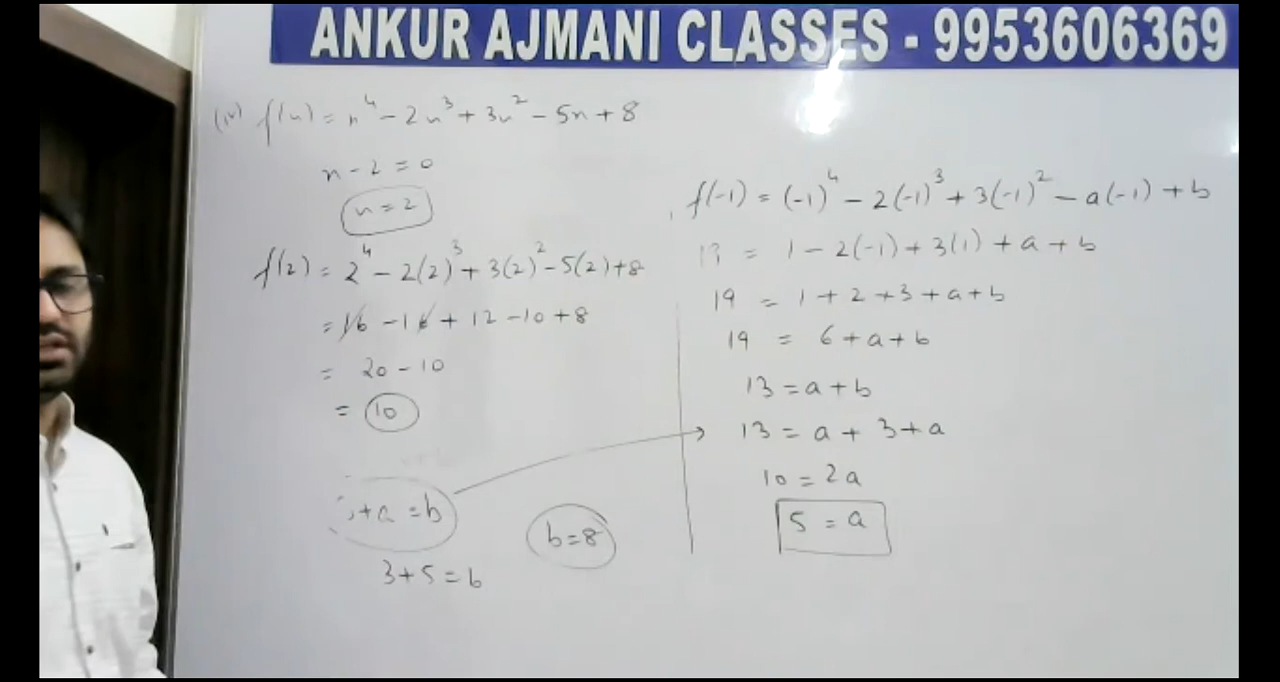 ANKUR AJMANI CLASSES - 9953606369
(iv) f(x) = x⁴ - 2x³ + 3x² - 5x + 8
x - 2 = 0
x = 2
f(2) = 2⁴ - 2(2)³ + 3(2)² - 5(2) + 8
= 16 - 16 + 12 - 10 + 8
= 20 - 10
= 10
+ a = b
3 + 5 = b
b = 8
f(-1) = (-1)⁴ - 2(-1)³ + 3(-1)² - a(-1) + b
= 1 - 2(-1) + 3(1) + a + b
19 = 1 + 2 + 3 + a + b
19 = 6 + a + b
13 = a + b
13 = a + 3 + a
10 = 2a
5 = a